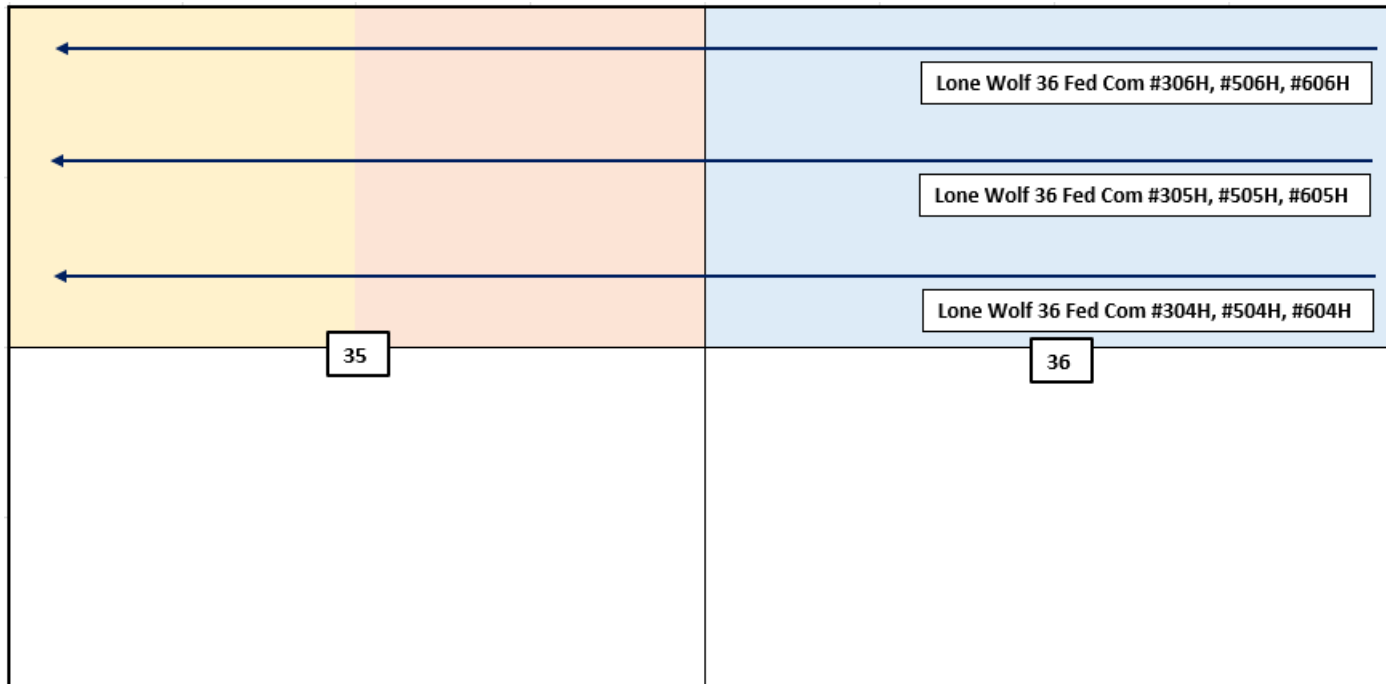 Lone Wolf 36 Fed Com #306H, #506H, #606H
Lone Wolf 36 Fed Com #305H, #505H, #605H
Lone Wolf 36 Fed Com #304H, #504H, #604H
35
36